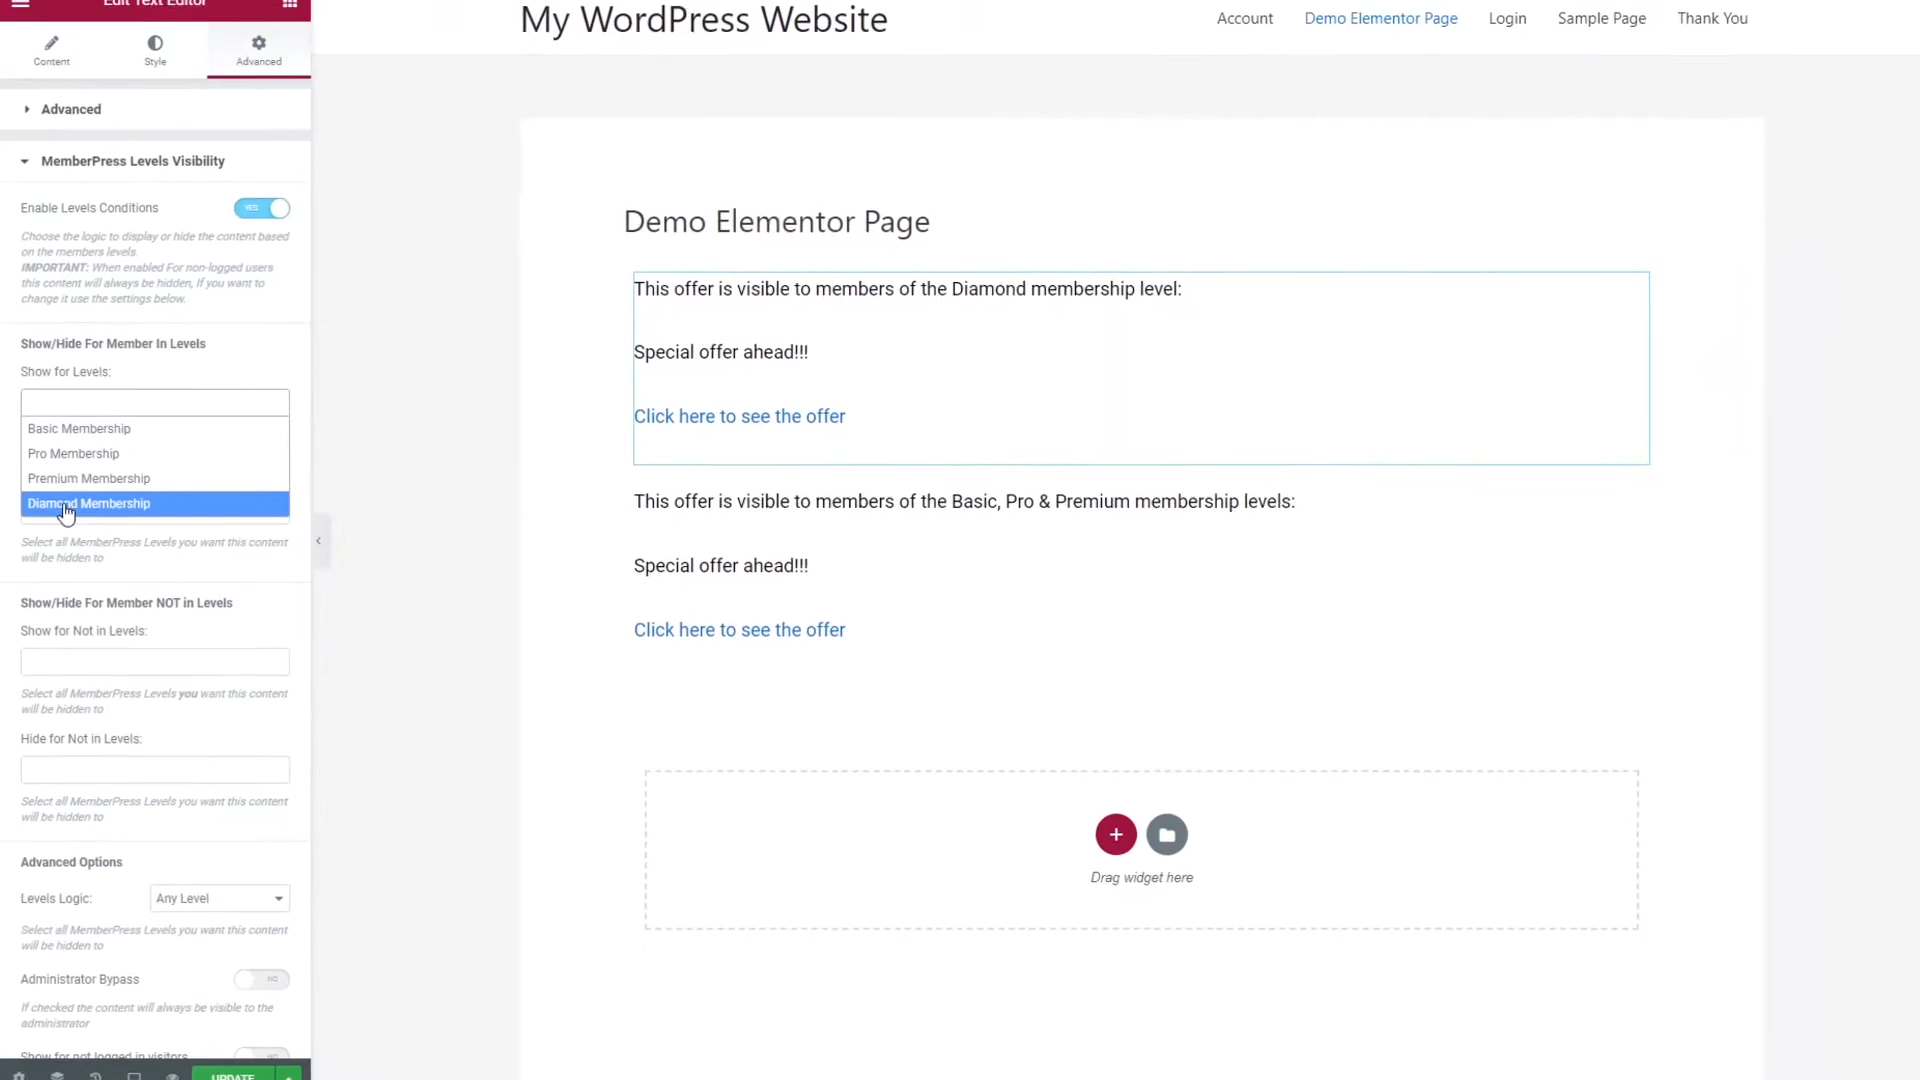 Edit Text Editor
My WordPress Website
Account
Demo Elementor Page
Login
Sample Page
Thank You
Content
Style
Advanced
Advanced
MemberPress Levels Visibility
Enable Levels Conditions
YES
Choose the logic to display or hide the content based
on the members levels.
IMPORTANT: When enabled For non-logged users
this content will always be hidden, If you want to
change it use the settings below.
Show/Hide For Member In Levels
Show for Levels:
Basic Membership
Pro Membership
Premium Membership
Diamond Membership
Select all MemberPress Levels you want this content
will be hidden to
Show/Hide For Member NOT in Levels
Show for Not in Levels:
Select all MemberPress Levels you want this content
will be hidden to
Hide for Not in Levels:
Select all MemberPress Levels you want this content
will be hidden to
Advanced Options
Levels Logic:
Any Level
Select all MemberPress Levels you want this content
will be hidden to
Administrator Bypass
NO
If checked the content will always be visible to the
administrator
Show for not logged in visitors
NO
UPDATE
Demo Elementor Page
This offer is visible to members of the Diamond membership level:
Special offer ahead!!!
Click here to see the offer
This offer is visible to members of the Basic, Pro & Premium membership levels:
Special offer ahead!!!
Click here to see the offer
Drag widget here